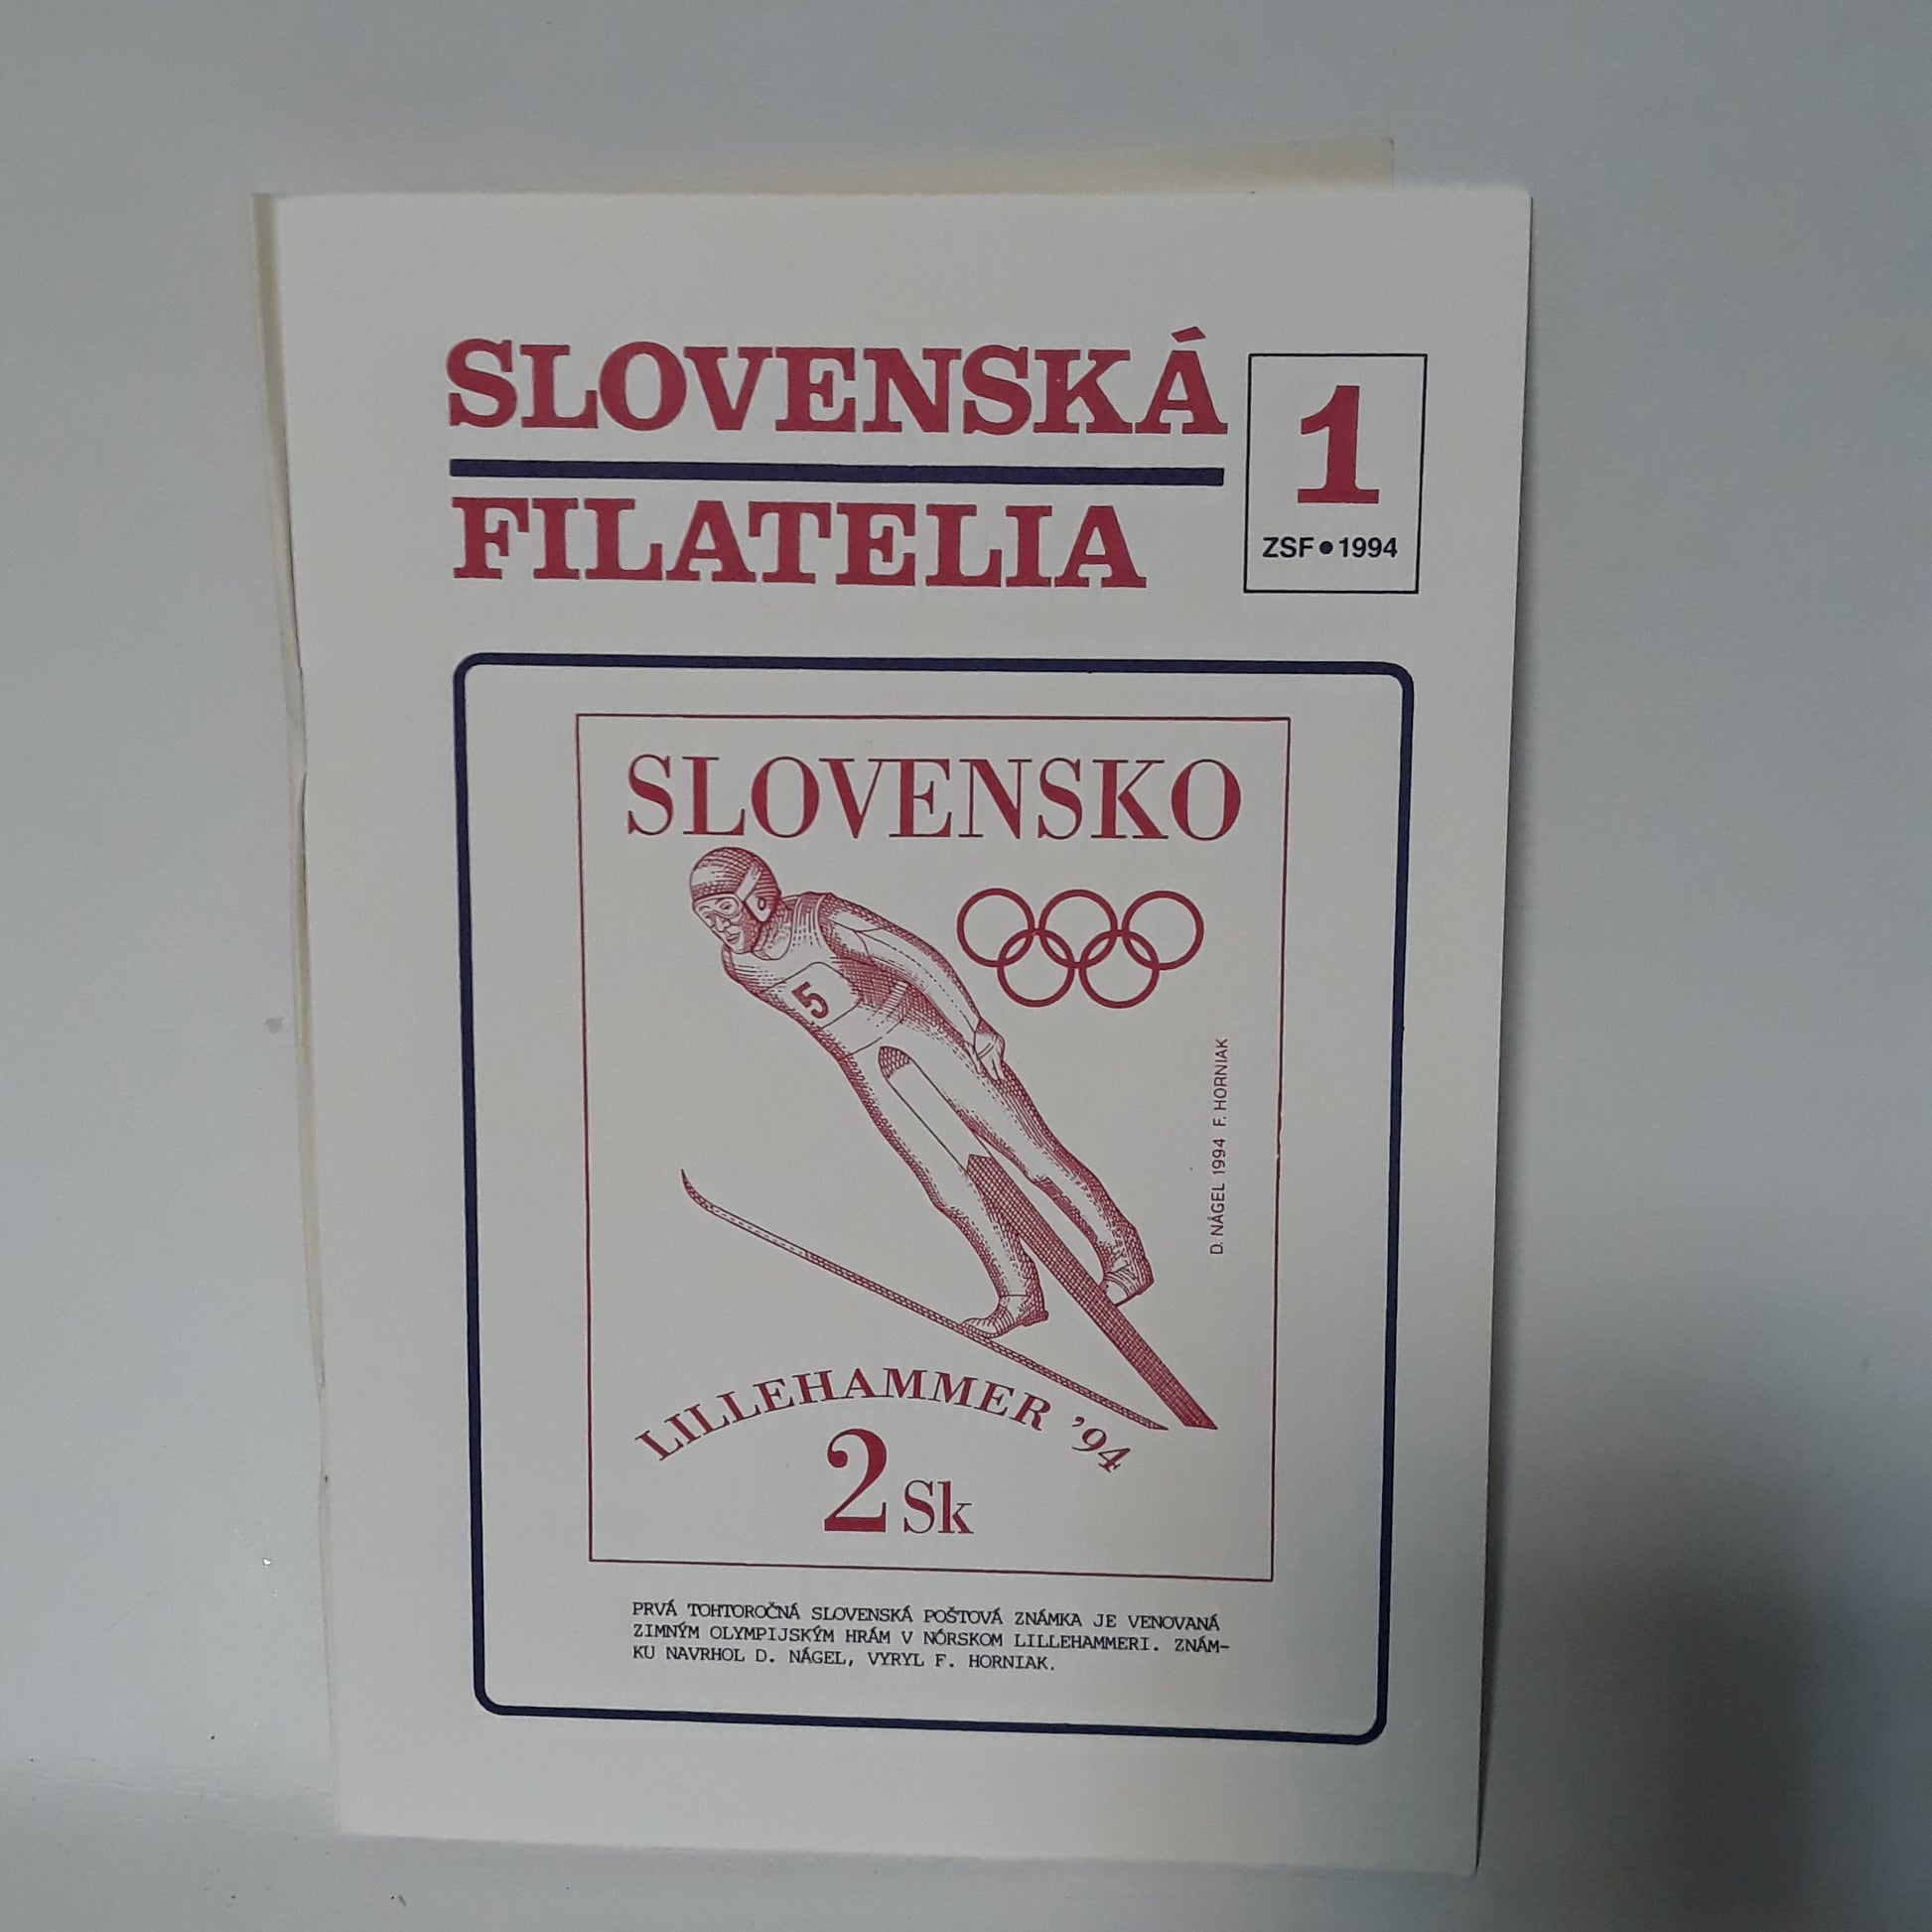 SLOVENSKÁ
FILATELIA
1
ZSF • 1994
SLOVENSKO
5
D. NÁGEL 1994 F. HORNIAK
LILLEHAMMER '94
2 Sk
PRVÁ TOHTOROČNÁ SLOVENSKÁ POŠTOVÁ ZNÁMKA JE VENOVANÁ
ZIMNÝM OLYMPIJSKÝM HRÁM V NÓRSKOM LILLEHAMMERI. ZNÁM-
KU NAVRHOL D. NÁGEL, VYRYL F. HORNIAK.